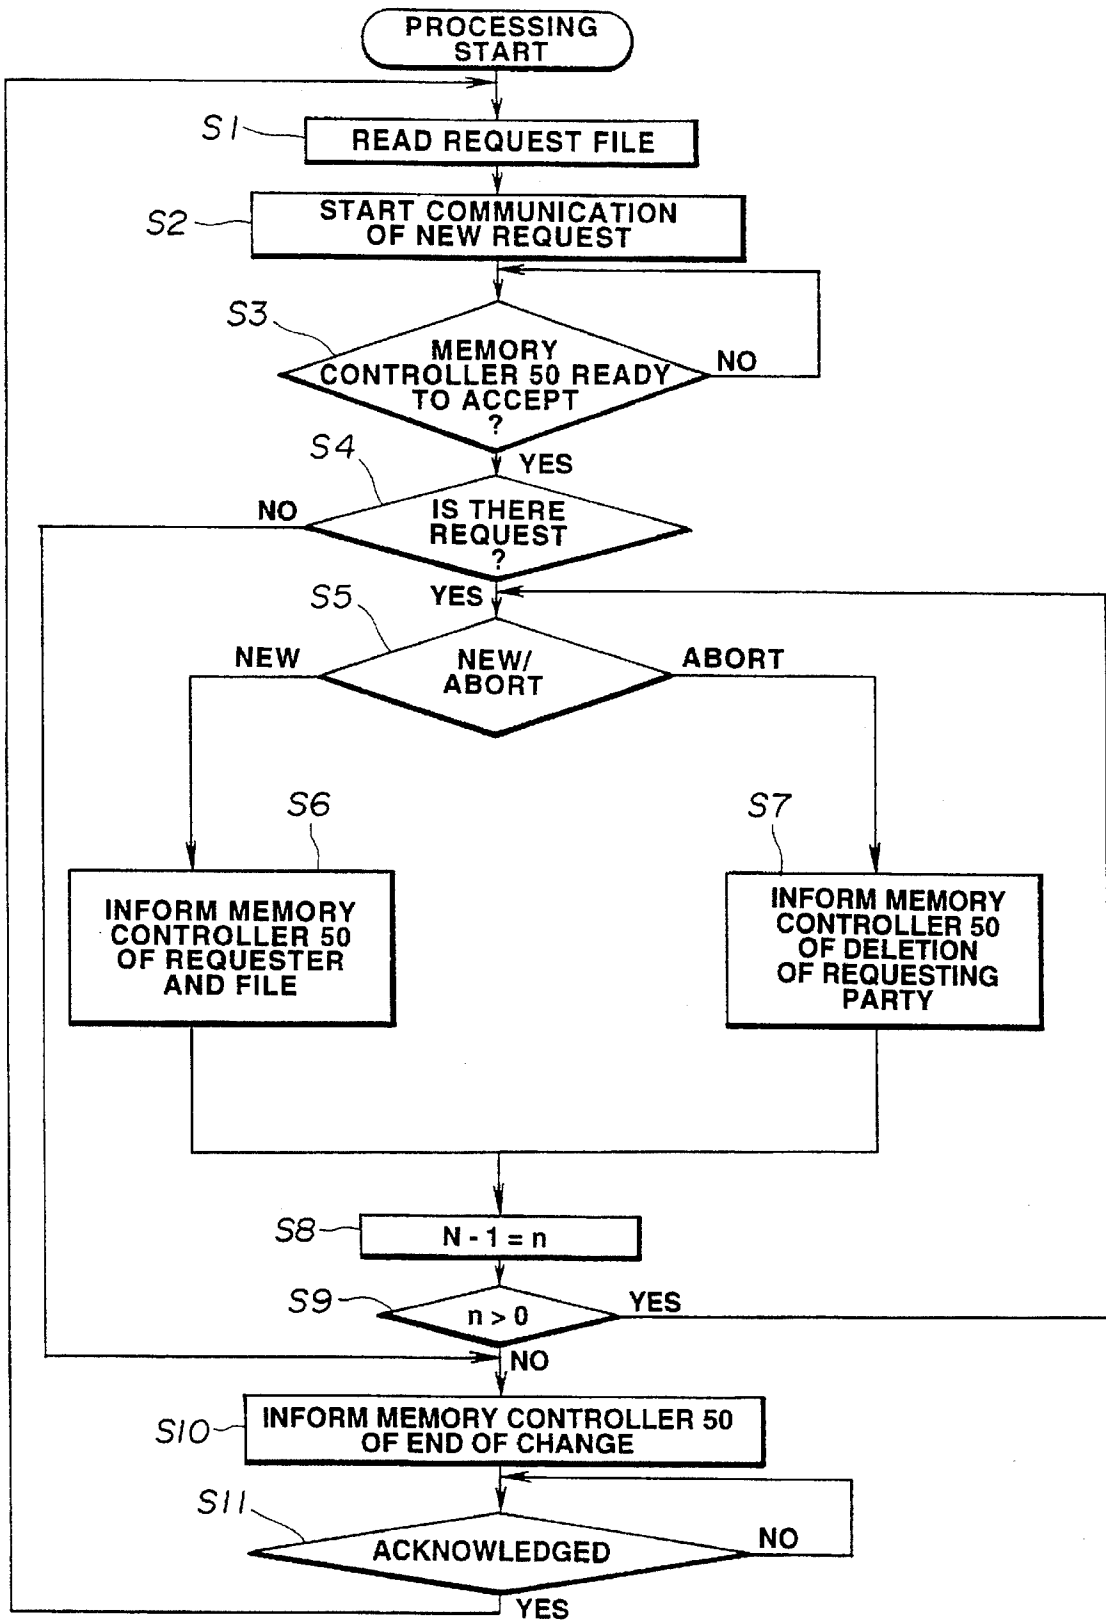 PROCESSING
START
S1
READ REQUEST FILE
S2
START COMMUNICATION
OF NEW REQUEST
S3
MEMORY
CONTROLLER 50 READY
TO ACCEPT
?
NO
YES
S4
IS THERE
REQUEST
?
NO
YES
S5
NEW/
ABORT
NEW
ABORT
S6
INFORM MEMORY
CONTROLLER 50
OF REQUESTER
AND FILE
S7
INFORM MEMORY
CONTROLLER 50
OF DELETION
OF REQUESTING
PARTY
S8
N - 1 = n
S9
n > 0
YES
NO
S10
INFORM MEMORY CONTROLLER 50
OF END OF CHANGE
S11
ACKNOWLEDGED
NO
YES